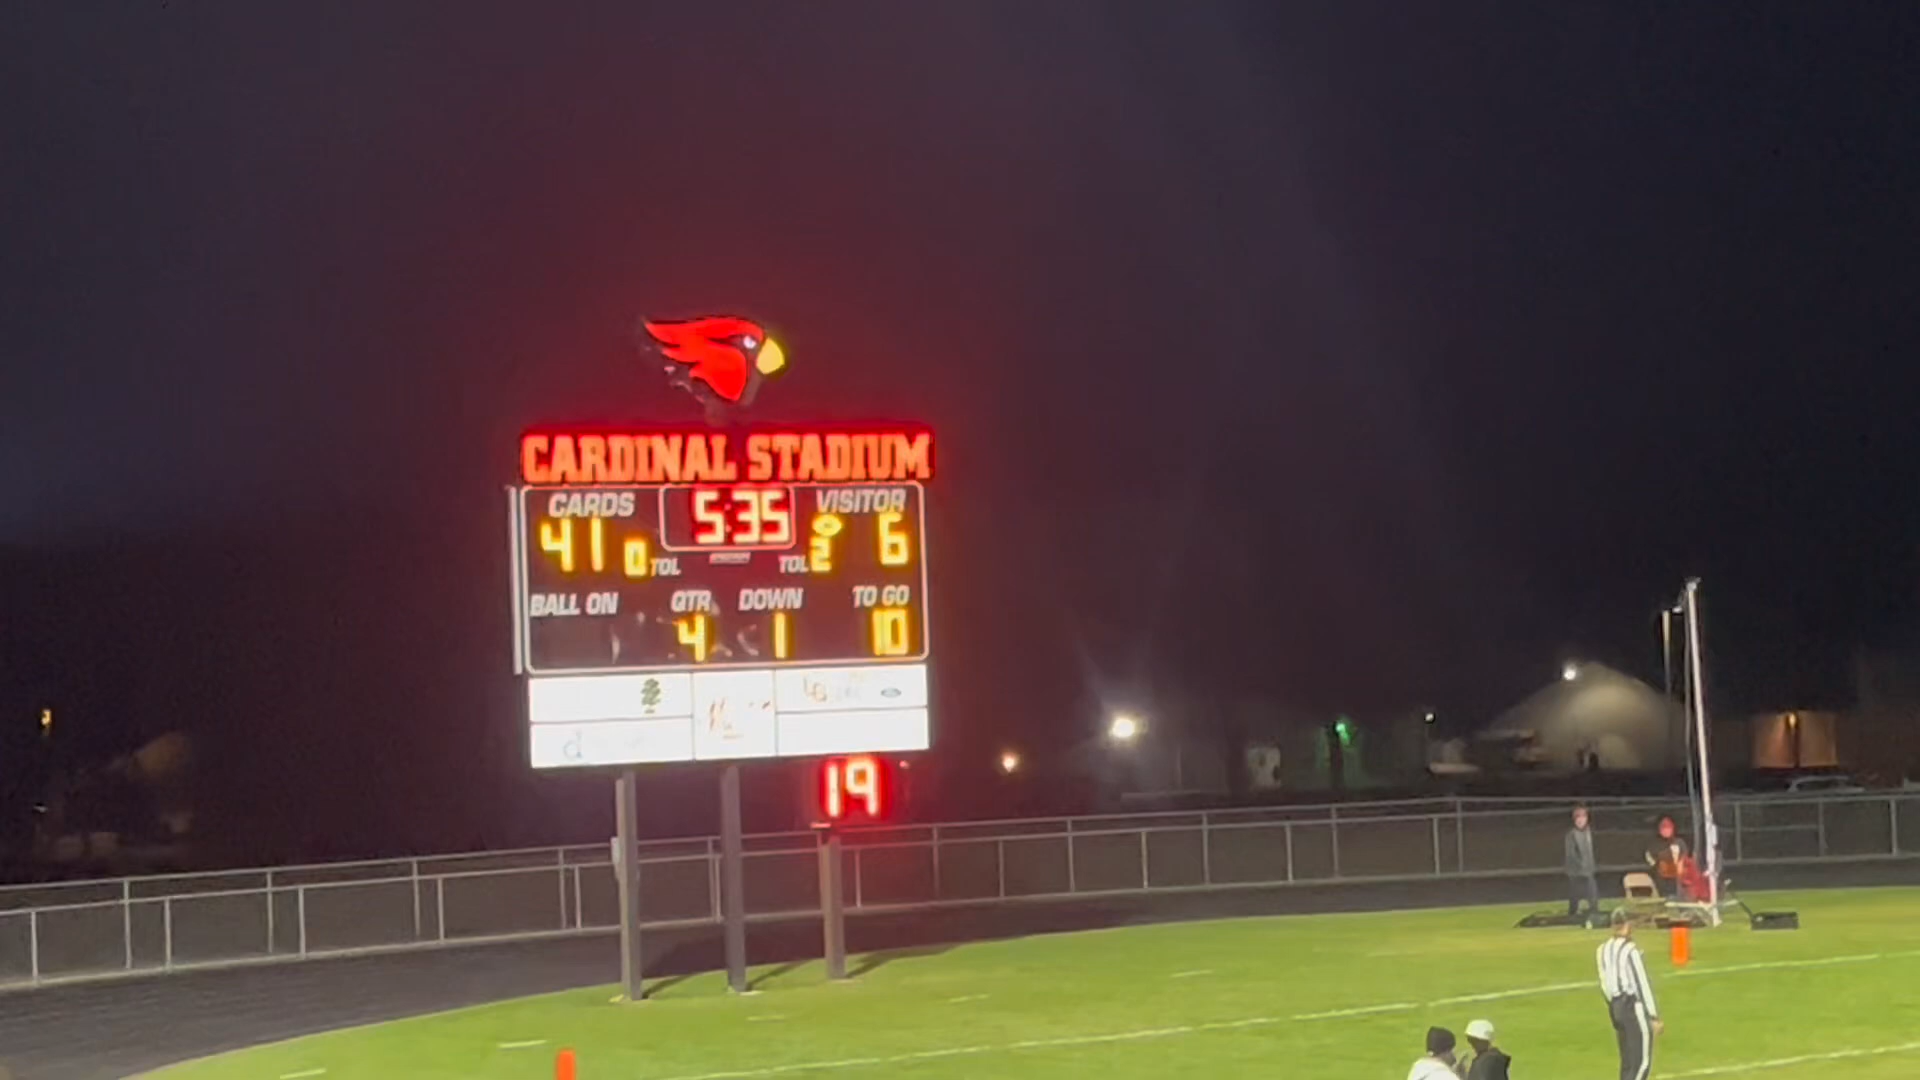 CARDINAL STADIUM
CARDS 5:35 VISITOR
41 0 TOL TOL 2 6
BALL ON QTR DOWN TO GO
4 1 10
19